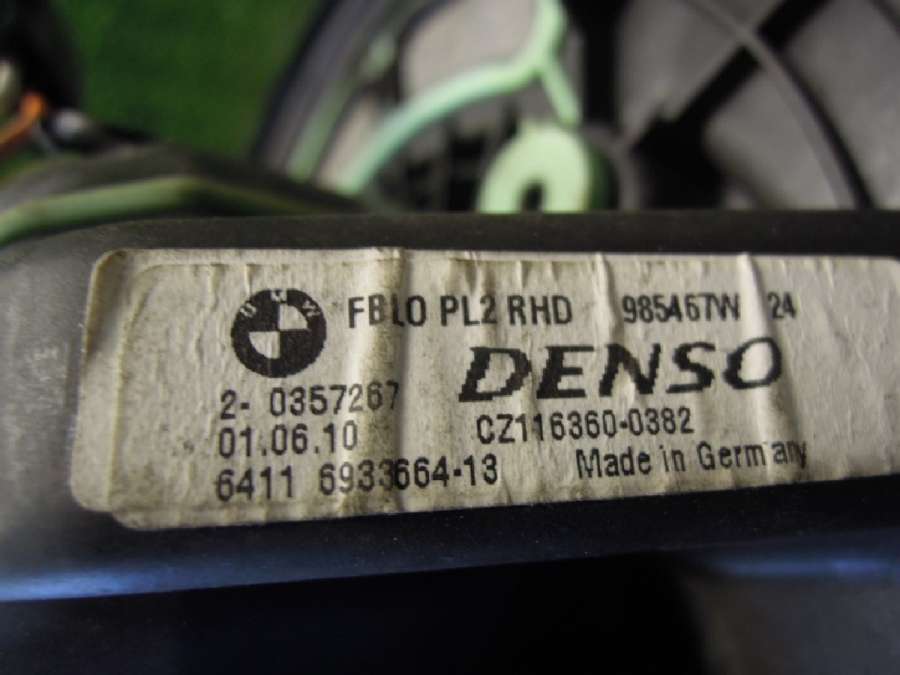 BMW FBLO PL2 RHD 985467W 24
DENSO
2- 0357267
01.06.10 CZ116360-0382
6411 6933664-13 Made in Germany